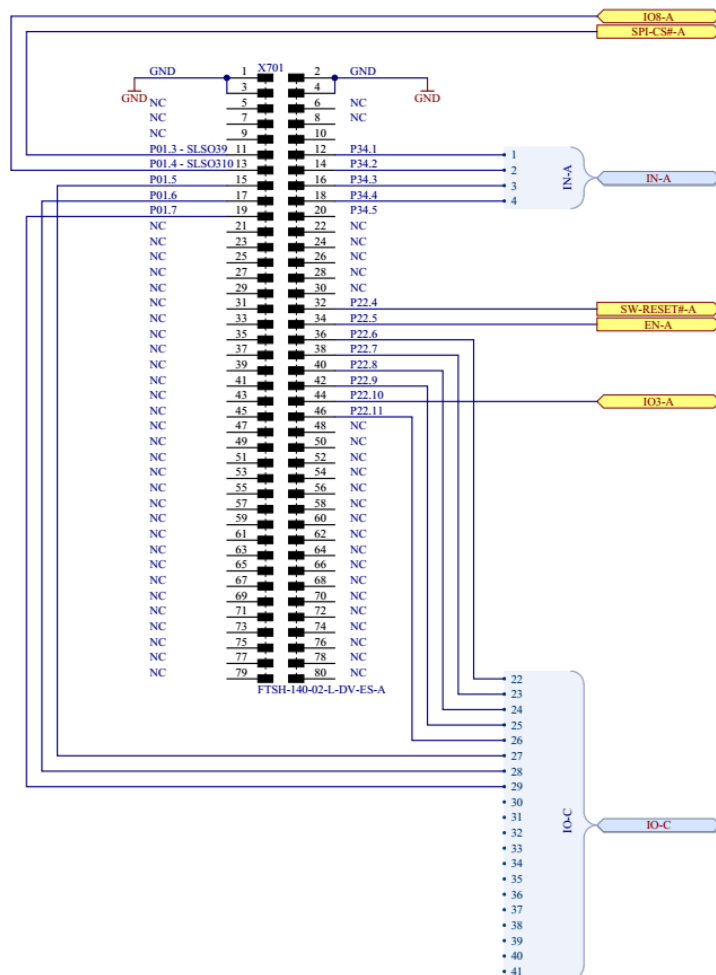 IO8-A
SPI-CS#-A
X701
GND 1 2 GND
3 4
GND GND
NC 5 6 NC
NC 7 8 NC
NC 9 10
P01.3 - SLSO39 11 12 P34.1 1
P01.4 - SLSO310 13 14 P34.2 2
IN-A IN-A
P01.5 15 16 P34.3 3
P01.6 17 18 P34.4 4
P01.7 19 20 P34.5
NC 21 22 NC
NC 23 24 NC
NC 25 26 NC
NC 27 28 NC
NC 29 30 NC
NC 31 32 P22.4 SW-RESET#-A
NC 33 34 P22.5 EN-A
NC 35 36 P22.6
NC 37 38 P22.7
NC 39 40 P22.8
NC 41 42 P22.9
NC 43 44 P22.10 IO3-A
NC 45 46 P22.11
NC 47 48 NC
NC 49 50 NC
NC 51 52 NC
NC 53 54 NC
NC 55 56 NC
NC 57 58 NC
NC 59 60 NC
NC 61 62 NC
NC 63 64 NC
NC 65 66 NC
NC 67 68 NC
NC 69 70 NC
NC 71 72 NC
NC 73 74 NC
NC 75 76 NC
NC 77 78 NC
NC 79 80 NC
FTSH-140-02-L-DV-ES-A
22
23
24
25
26
27
28
29
30
31
IO-C IO-C
32
33
34
35
36
37
38
39
40
41